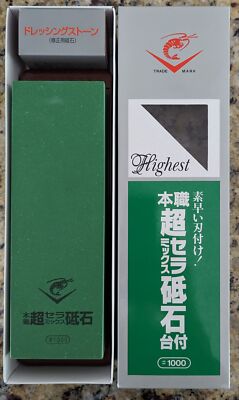 ドレッシングストーン
(修正用砥石)
本職
超セラミックス砥石
#1000
TRADE MARK
Highest
素早い刃付け!
本職
超セラミックス砥石
台付
#1000